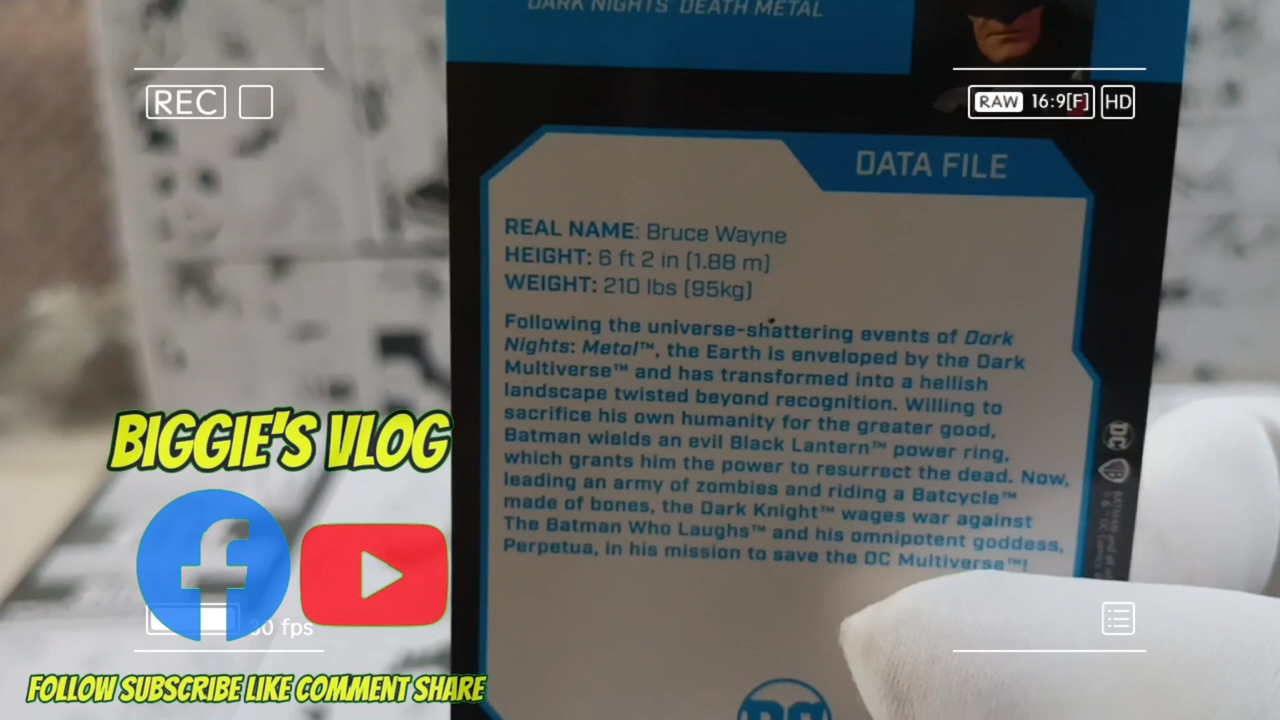 DARK NIGHTS DEATH METAL
REC
RAW 16:9[F] HD
DATA FILE
REAL NAME: Bruce Wayne
HEIGHT: 6 ft 2 in (1.88 m)
WEIGHT: 210 lbs (95kg)
Following the universe-shattering events of Dark
Nights: Metal™, the Earth is enveloped by the Dark
Multiverse™ and has transformed into a hellish
landscape twisted beyond recognition. Willing to
sacrifice his own humanity for the greater good,
Batman wields an evil Black Lantern™ power ring,
which grants him the power to resurrect the dead. Now,
leading an army of zombies and riding a Batcycle™
made of bones, the Dark Knight™ wages war against
The Batman Who Laughs™ and his omnipotent goddess,
Perpetua, in his mission to save the DC Multiverse™!
DC
BIGGIE'S VLOG
fps
FOLLOW SUBSCRIBE LIKE COMMENT SHARE